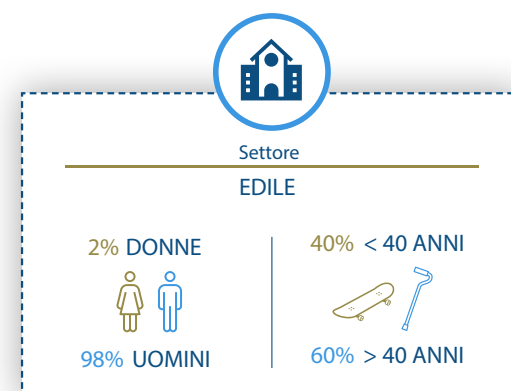 Settore
EDILE
2% DONNE
98% UOMINI
40% < 40 ANNI
60% > 40 ANNI